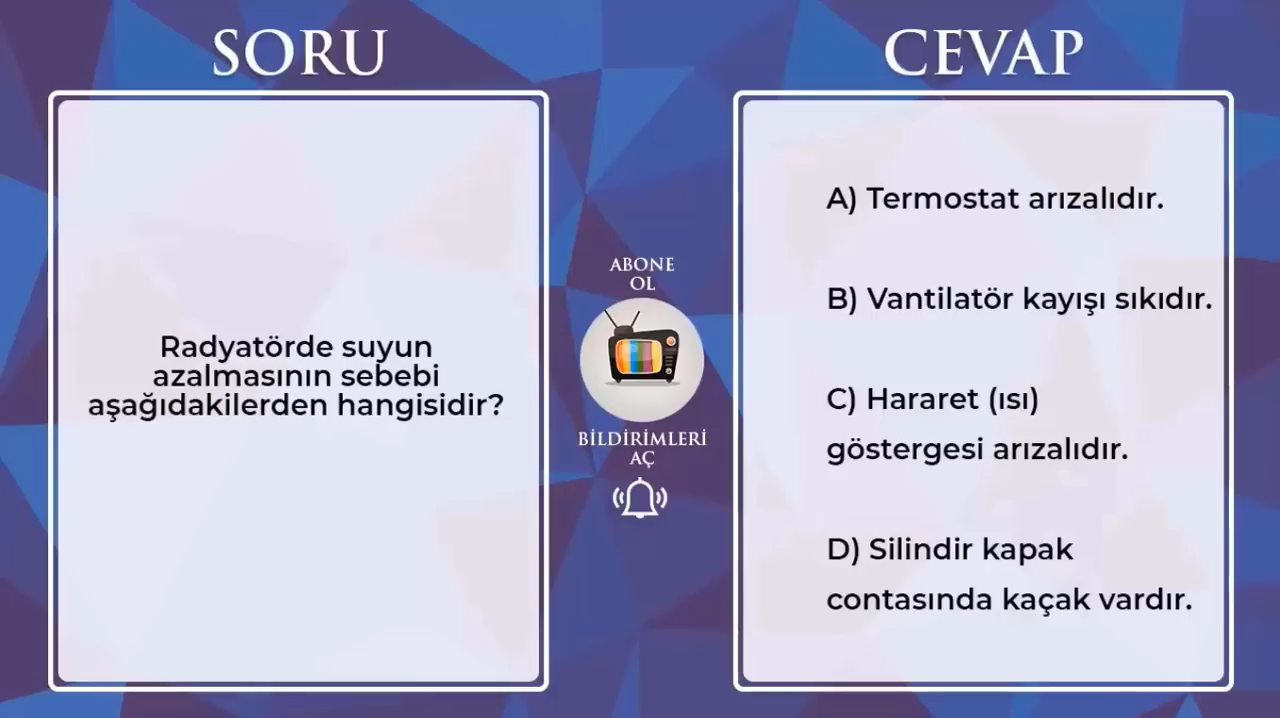 SORU
CEVAP
Radyatörde suyun
azalmasının sebebi
aşağıdakilerden hangisidir?
ABONE
OL
BİLDİRİMLERİ
AÇ
A) Termostat arızalıdır.
B) Vantilatör kayışı sıkıdır.
C) Hararet (ısı)
göstergesi arızalıdır.
D) Silindir kapak
contasında kaçak vardır.